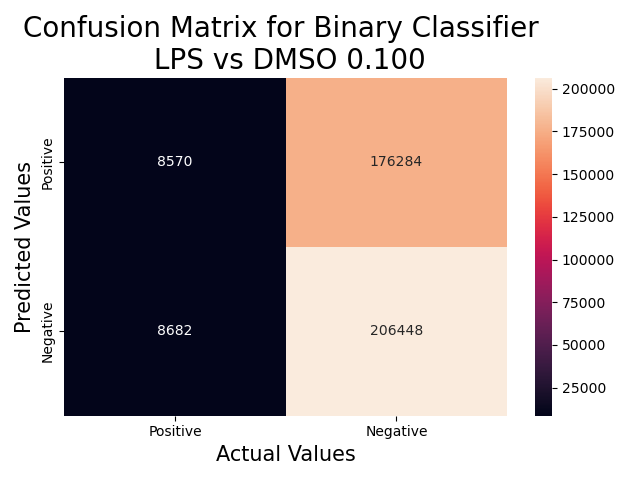 Confusion Matrix for Binary Classifier
LPS vs DMSO 0.100
Predicted Values
Positive
Negative
8570
176284
8682
206448
Positive
Negative
Actual Values
200000
175000
150000
125000
100000
75000
50000
25000